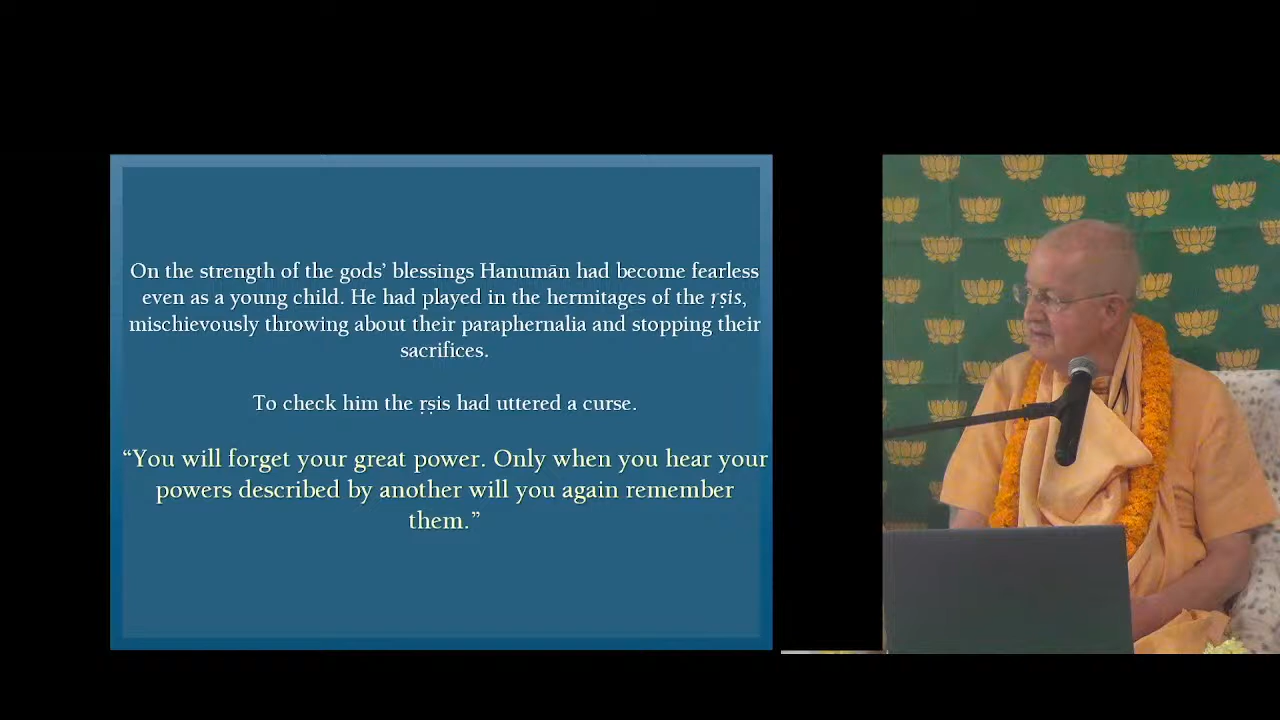 On the strength of the gods’ blessings Hanumān had become fearless
even as a young child. He had played in the hermitages of the ṛṣis,
mischievously throwing about their paraphernalia and stopping their
sacrifices.
To check him the ṛṣis had uttered a curse.
“You will forget your great power. Only when you hear your
powers described by another will you again remember
them.”